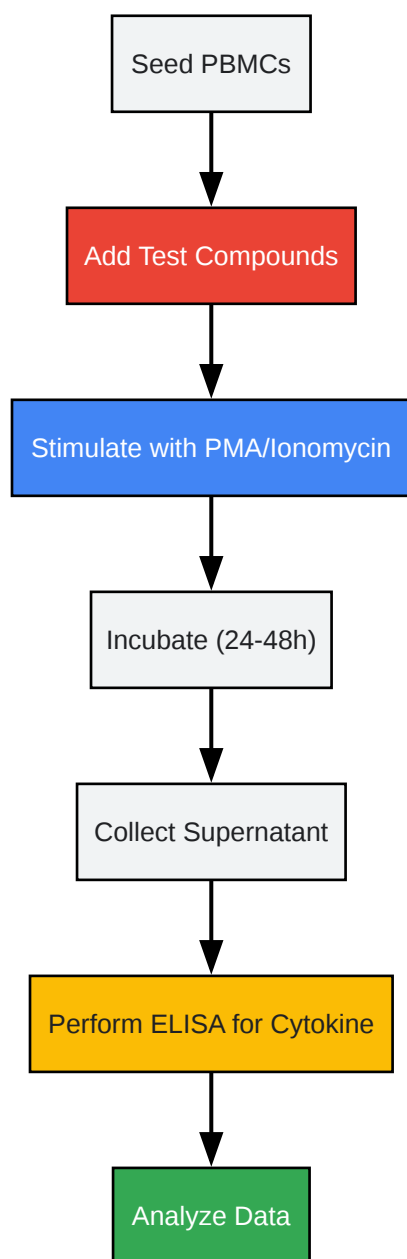 Seed PBMCs
Add Test Compounds
Stimulate with PMA/Ionomycin
Incubate (24-48h)
Collect Supernatant
Perform ELISA for Cytokine
Analyze Data